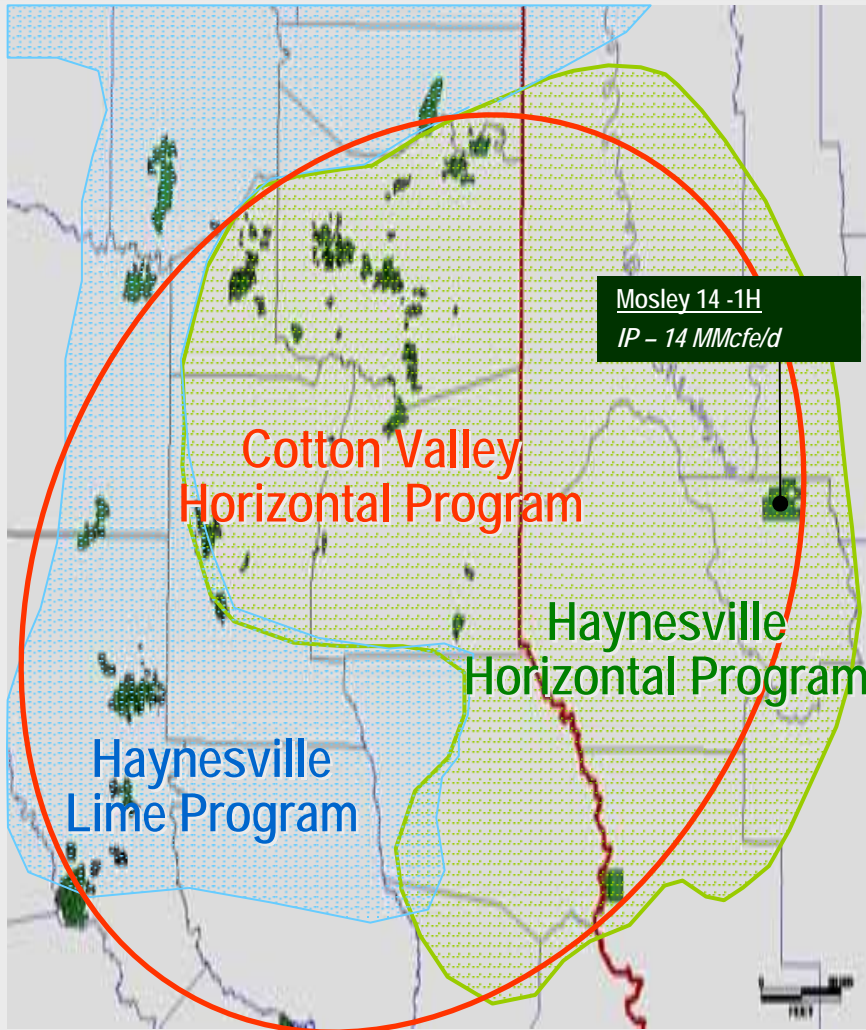 Mosley 14 -1H
IP – 14 MMcfe/d
Cotton Valley
Horizontal Program
Haynesville
Horizontal Program
Haynesville
Lime Program